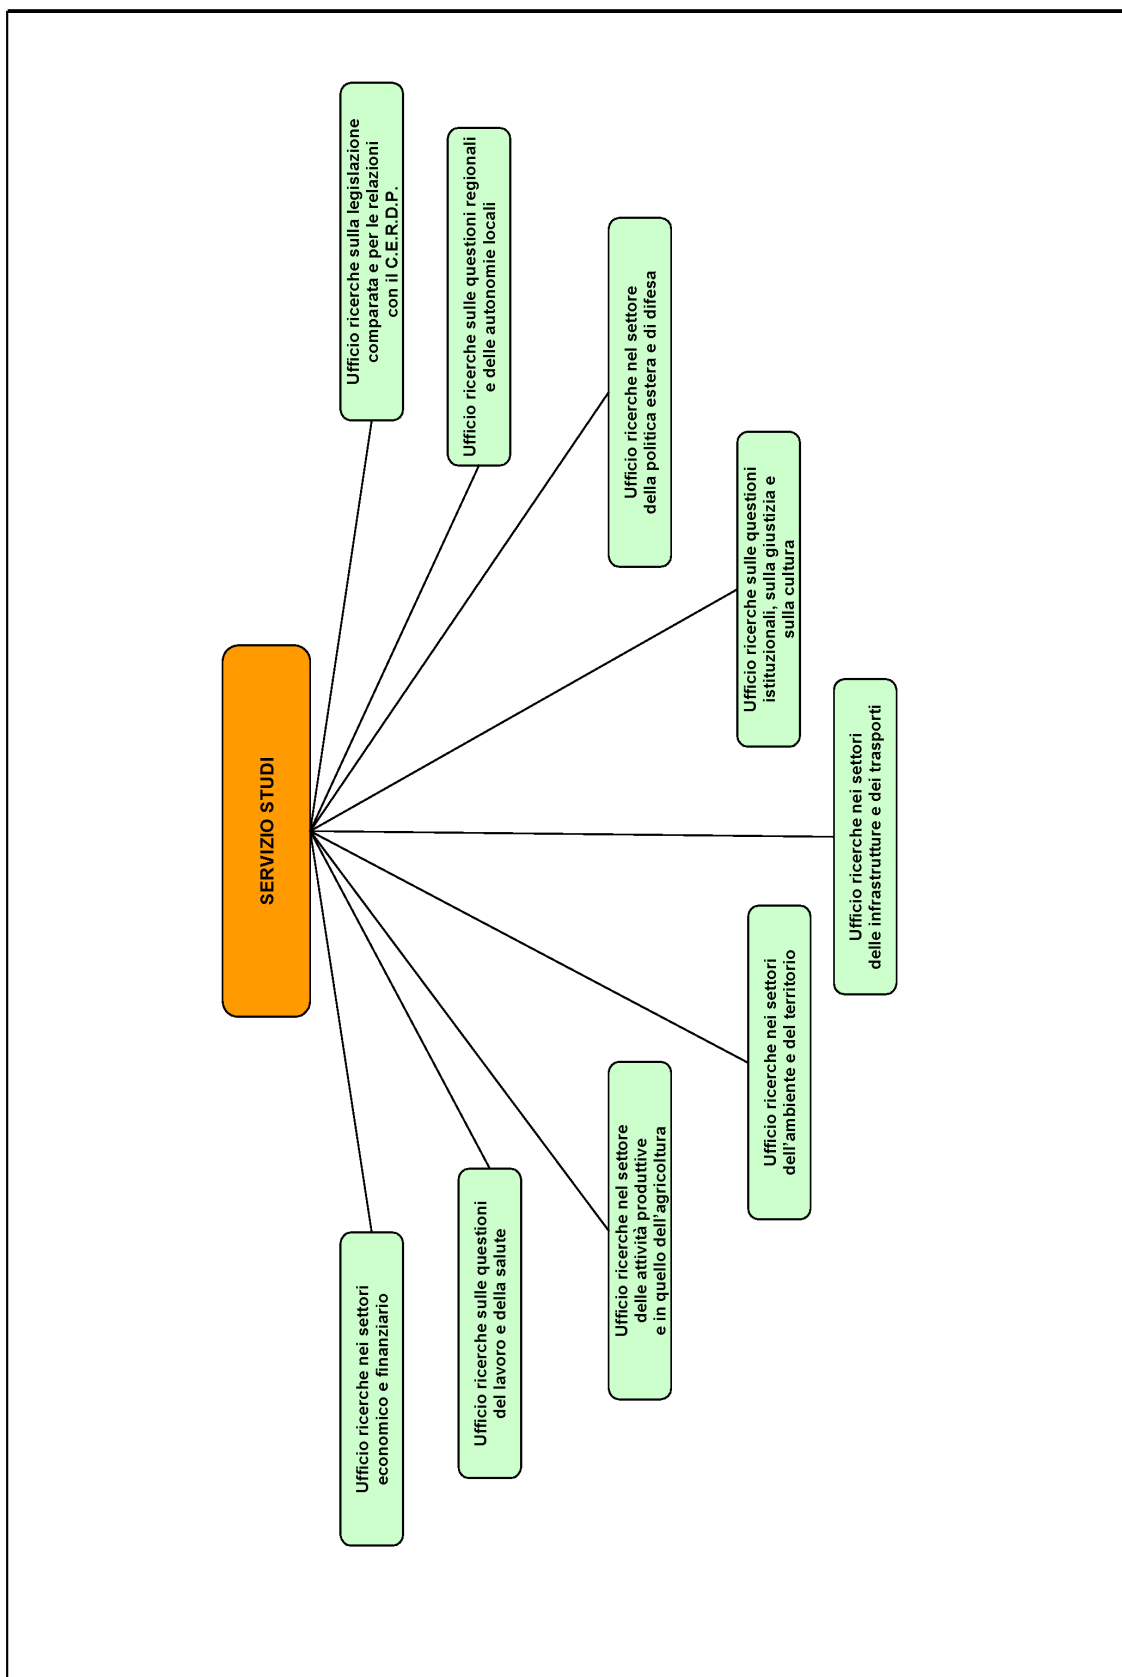 SERVIZIO STUDI
Ufficio ricerche nei settori
economico e finanziario
Ufficio ricerche sulle questioni
del lavoro e della salute
Ufficio ricerche nel settore
delle attività produttive
e in quello dell'agricoltura
Ufficio ricerche nei settori
dell'ambiente e del territorio
Ufficio ricerche nei settori
delle infrastrutture e dei trasporti
Ufficio ricerche sulle questioni
istituzionali, sulla giustizia e
sulla cultura
Ufficio ricerche nel settore
della politica estera e di difesa
Ufficio ricerche sulle questioni regionali
e delle autonomie locali
Ufficio ricerche sulla legislazione
comparata e per le relazioni
con il C.E.R.D.P.